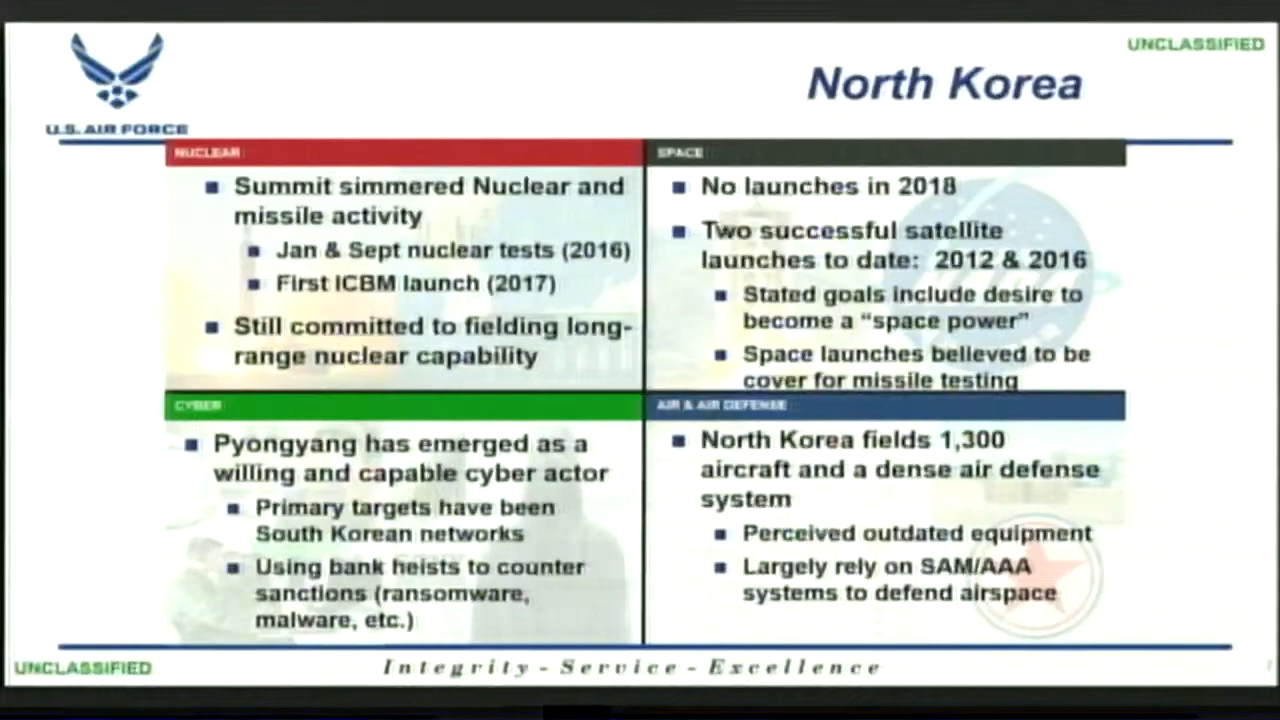 UNCLASSIFIED
North Korea
U.S. AIR FORCE
NUCLEAR
Summit simmered Nuclear and
missile activity
Jan & Sept nuclear tests (2016)
First ICBM launch (2017)
Still committed to fielding long-
range nuclear capability
SPACE
No launches in 2018
Two successful satellite
launches to date: 2012 & 2016
Stated goals include desire to
become a “space power”
Space launches believed to be
cover for missile testing
CYBER
Pyongyang has emerged as a
willing and capable cyber actor
Primary targets have been
South Korean networks
Using bank heists to counter
sanctions (ransomware,
malware, etc.)
AIR & AIR DEFENSE
North Korea fields 1,300
aircraft and a dense air defense
system
Perceived outdated equipment
Largely rely on SAM/AAA
systems to defend airspace
UNCLASSIFIED
Integrity - Service - Excellence